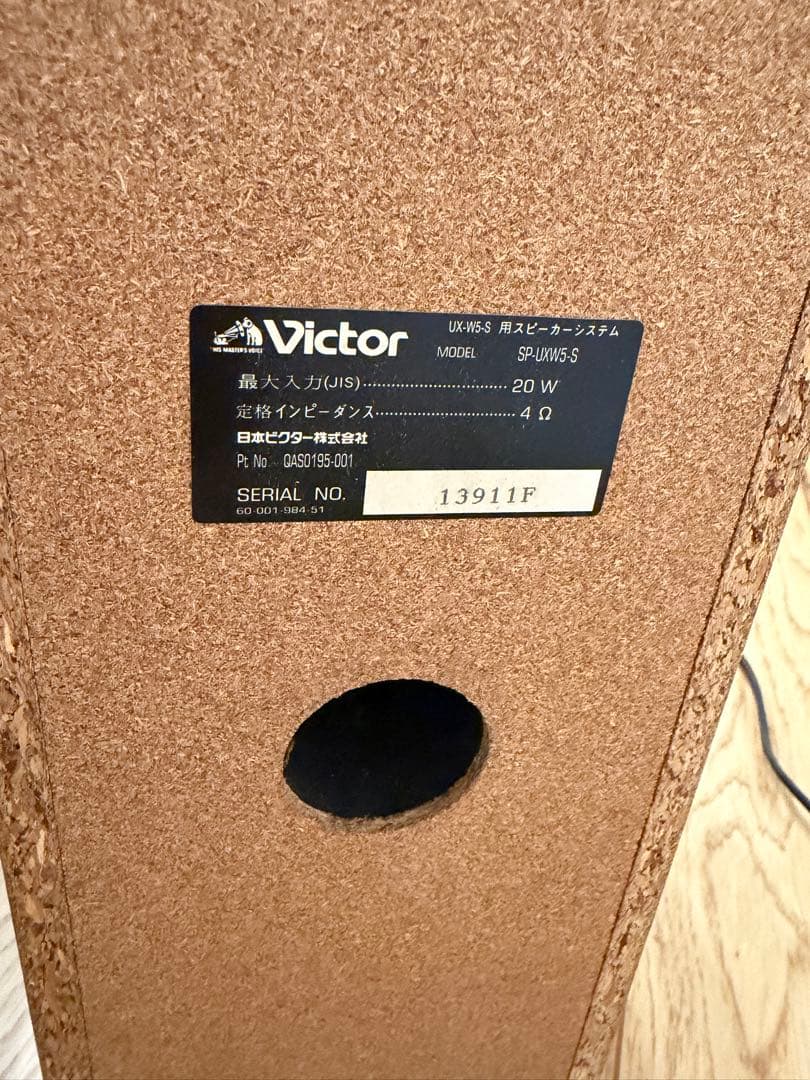 Victor
HIS MASTER'S VOICE
UX-W5-S 用スピーカーシステム
MODEL SP-UXW5-S
最大入力(JIS)................................ 20 W
定格インピーダンス............................... 4 Ω
日本ビクター株式会社
Pt No. QAS0195-001
SERIAL NO. 13911F
60-001-984-51